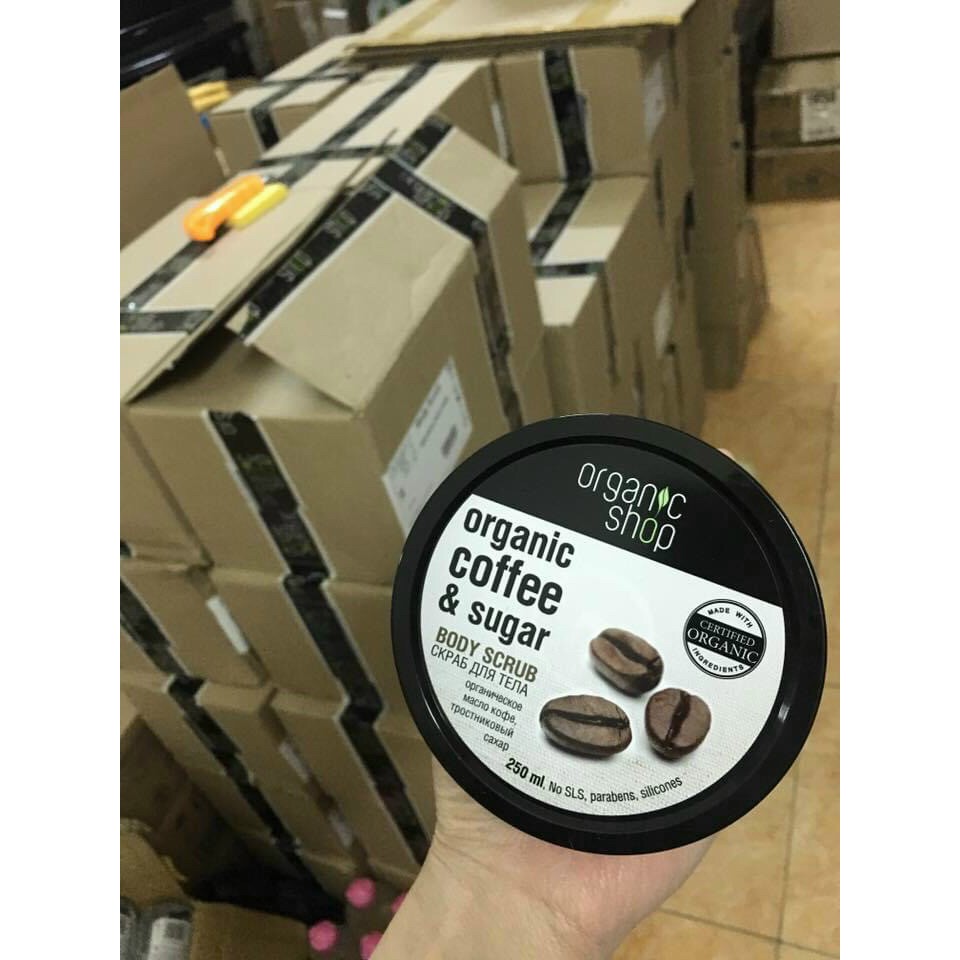 organic
shop
organic
coffee
& sugar
BODY SCRUB
СКРАБ ДЛЯ ТЕЛА
органическое
масло кофе,
тростниковый
сахар
250 ml, No SLS, parabens, silicones
MADE WITH
CERTIFIED
ORGANIC
INGREDIENTS